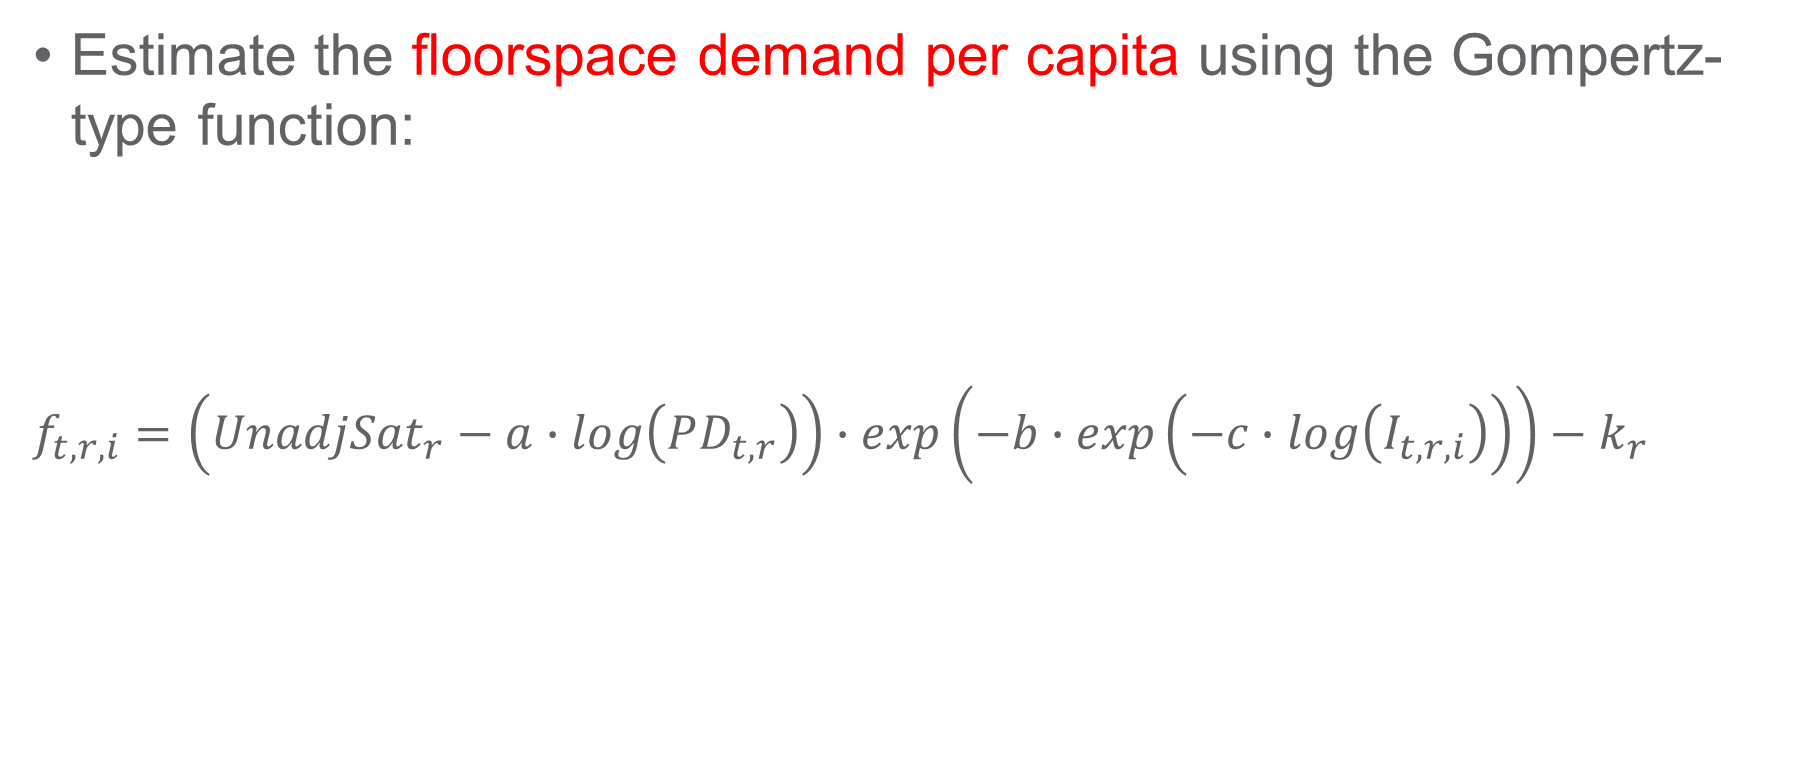 • Estimate the floorspace demand per capita using the Gompertz-
type function:
f_{t,r,i} = (UnadjSat_r − a · log(PD_{t,r})) · exp(−b · exp(−c · log(I_{t,r,i}))) − k_r